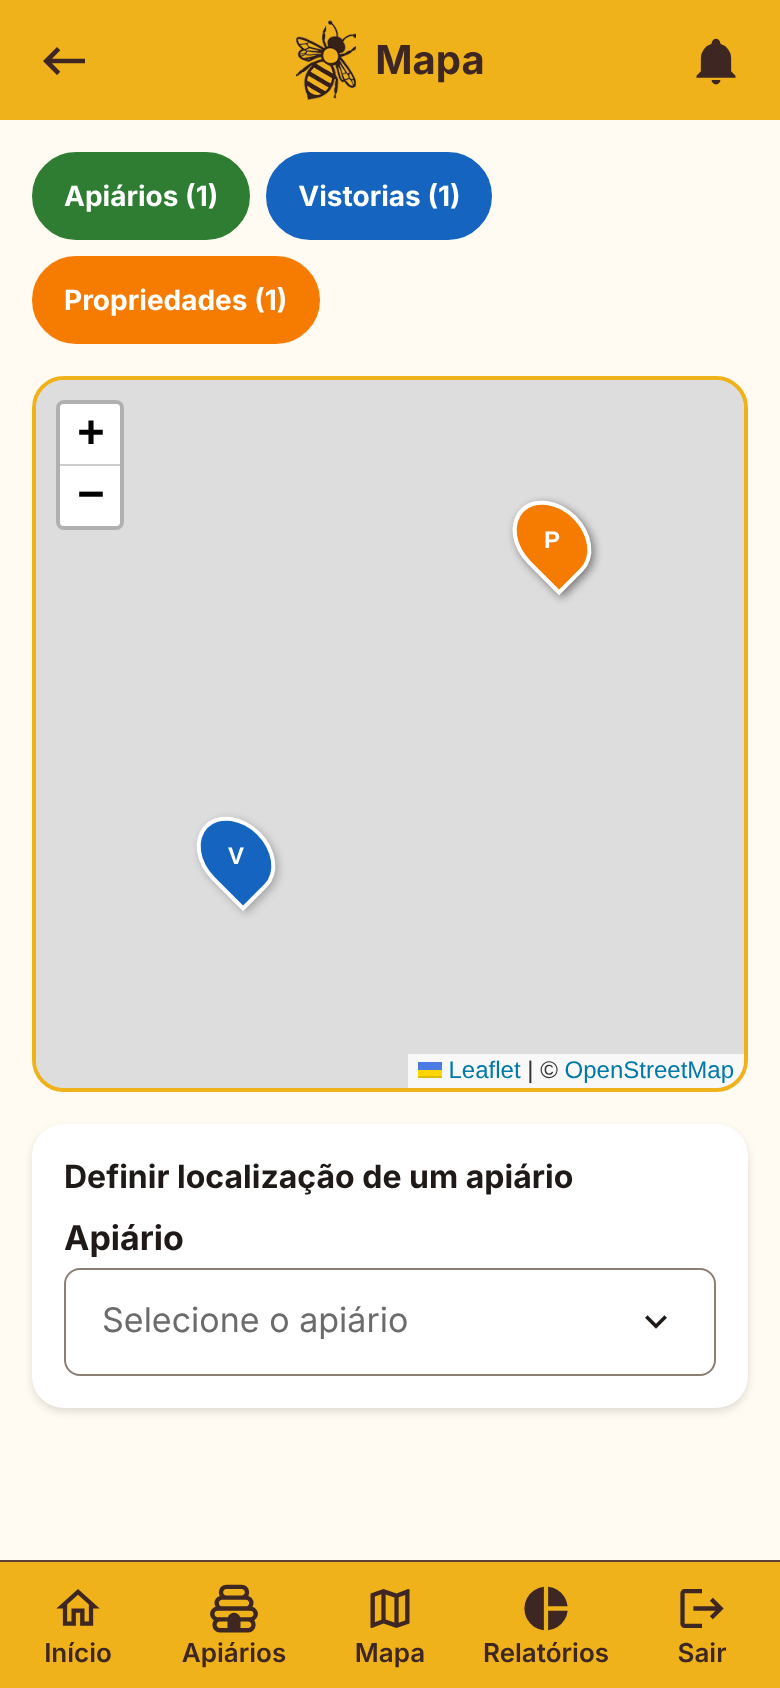 Mapa
Apiários (1)
Vistorias (1)
Propriedades (1)
+
−
P
V
Leaflet | © OpenStreetMap
Definir localização de um apiário
Apiário
Selecione o apiário
Início
Apiários
Mapa
Relatórios
Sair